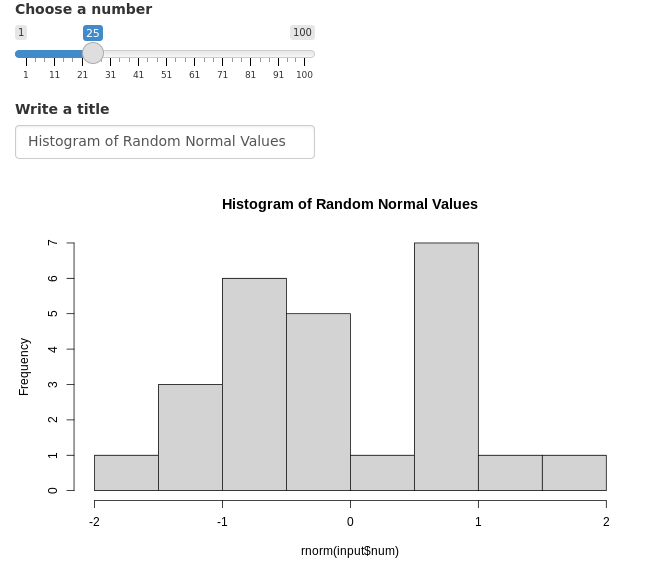 Choose a number
1 25 100
1 11 21 31 41 51 61 71 81 91 100
Write a title
Histogram of Random Normal Values
Histogram of Random Normal Values
7
6
5
4
3
2
1
0
Frequency
-2 -1 0 1 2
rnorm(input$num)